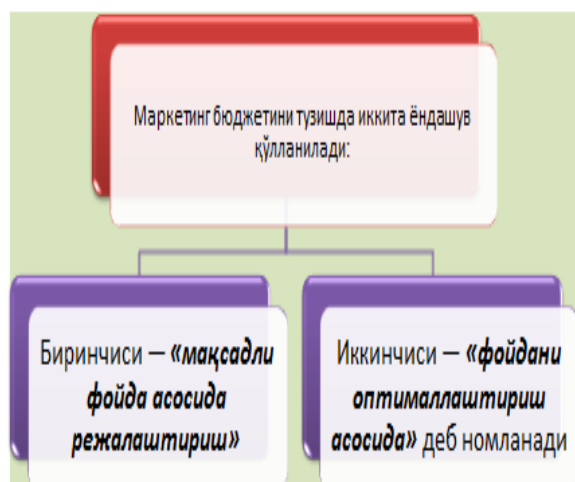 Маркетинг бюджетини тузишда иккита ёндашув
қўлланилади:
Биринчиси — «мақсадли
фойда асосида
режалаштириш»
Иккинчиси — «фойдани
оптималлаштириш
асосида» деб номланади